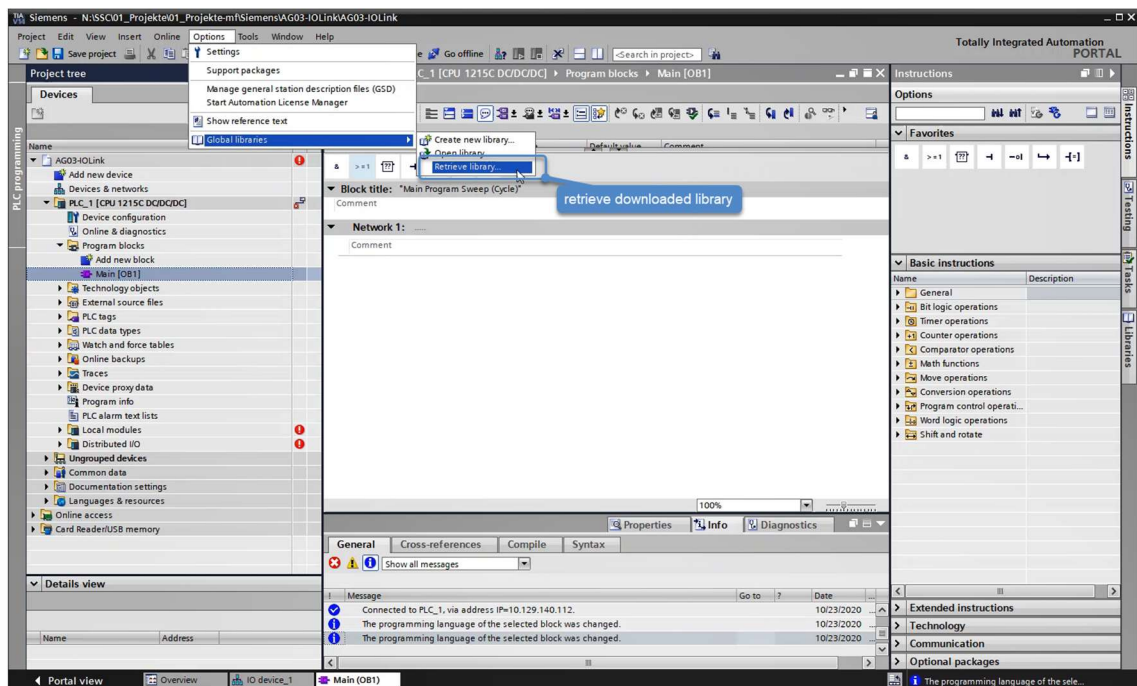 Siemens - N:\SSC\01_Projekte\01_Projekte-mf\Siemens\AG03-IOLink\AG03-IOLink
Project Edit View Insert Online Options Tools Window Help
Totally Integrated Automation
PORTAL
Save project
Go offline
<Search in project>
Settings
Support packages
Manage general station description files (GSD)
Start Automation License Manager
Show reference text
Global libraries
Create new library...
Open library...
Retrieve library...
retrieve downloaded library
Project tree
Devices
PLC programming
Name
AG03-IOLink
Add new device
Devices & networks
PLC_1 [CPU 1215C DC/DC/DC]
Device configuration
Online & diagnostics
Program blocks
Add new block
Main [OB1]
Technology objects
External source files
PLC tags
PLC data types
Watch and force tables
Online backups
Traces
Device proxy data
Program info
PLC alarm text lists
Local modules
Distributed I/O
Ungrouped devices
Common data
Documentation settings
Languages & resources
Online access
Card Reader/USB memory
Details view
Name Address
C_1 [CPU 1215C DC/DC/DC] Program blocks Main [OB1]
Default value Comment
& >=1 [??]
Block title: "Main Program Sweep (Cycle)"
Comment
Network 1: .....
Comment
100%
Properties Info Diagnostics
General Cross-references Compile Syntax
Show all messages
! Message Go to ? Date
Connected to PLC_1, via address IP=10.129.140.112. 10/23/2020
The programming language of the selected block was changed. 10/23/2020
The programming language of the selected block was changed. 10/23/2020
Instructions
Options
Favorites
& >=1 [??] -| -o| [=]
Basic instructions
Name Description
General
Bit logic operations
Timer operations
Counter operations
Comparator operations
Math functions
Move operations
Conversion operations
Program control operati...
Word logic operations
Shift and rotate
Extended instructions
Technology
Communication
Optional packages
Instructions
Testing
Tasks
Libraries
Portal view Overview IO device_1 Main (OB1)
The programming language of the sele...